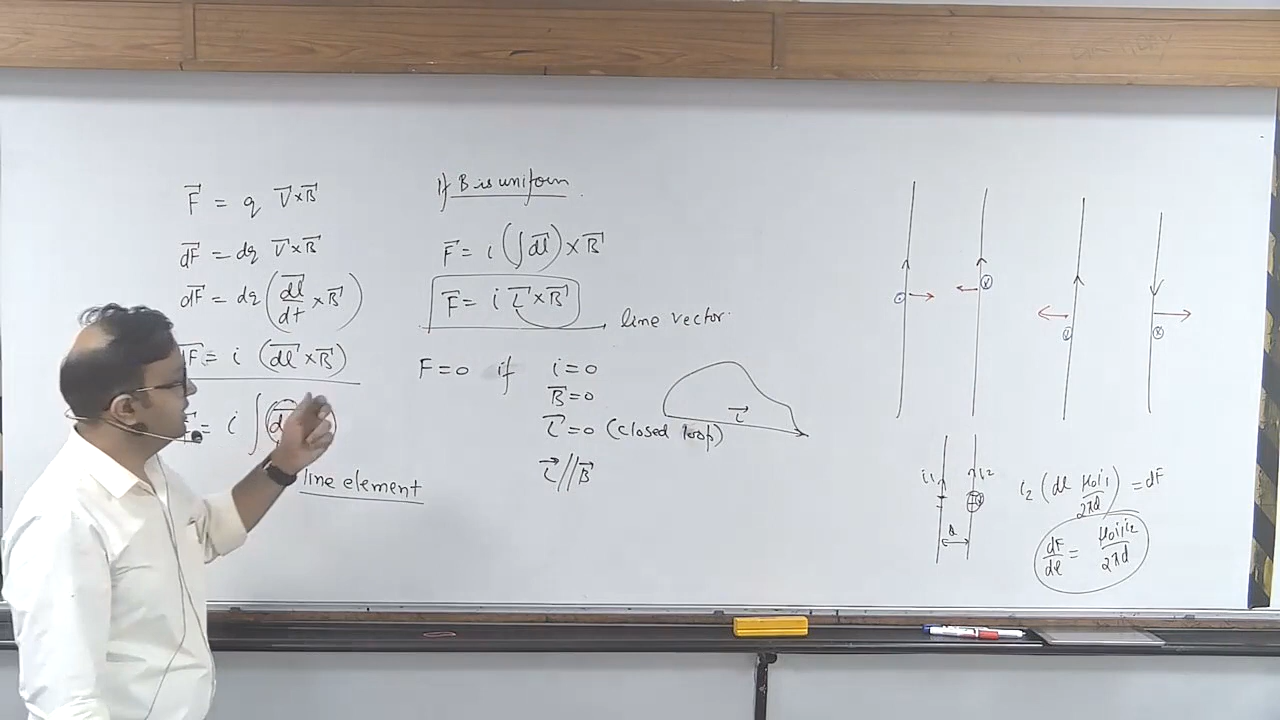 F⃗ = q V⃗×B⃗
dF⃗ = dq V⃗×B⃗
dF⃗ = dq (dl⃗/dt ×B⃗)
dF⃗ = i (dl⃗ ×B⃗)
= i ∫
line element
If B is uniform
F⃗ = i (∫dl⃗)×B⃗
F⃗ = i L⃗×B⃗
line vector
F=0 if i=0
B⃗=0
L⃗=0 (closed loop)
L⃗//B⃗
L⃗
i1 i2
d
i2 (dl μ0i1/2πd) = dF
dF/dl = μ0i1i2/2πd